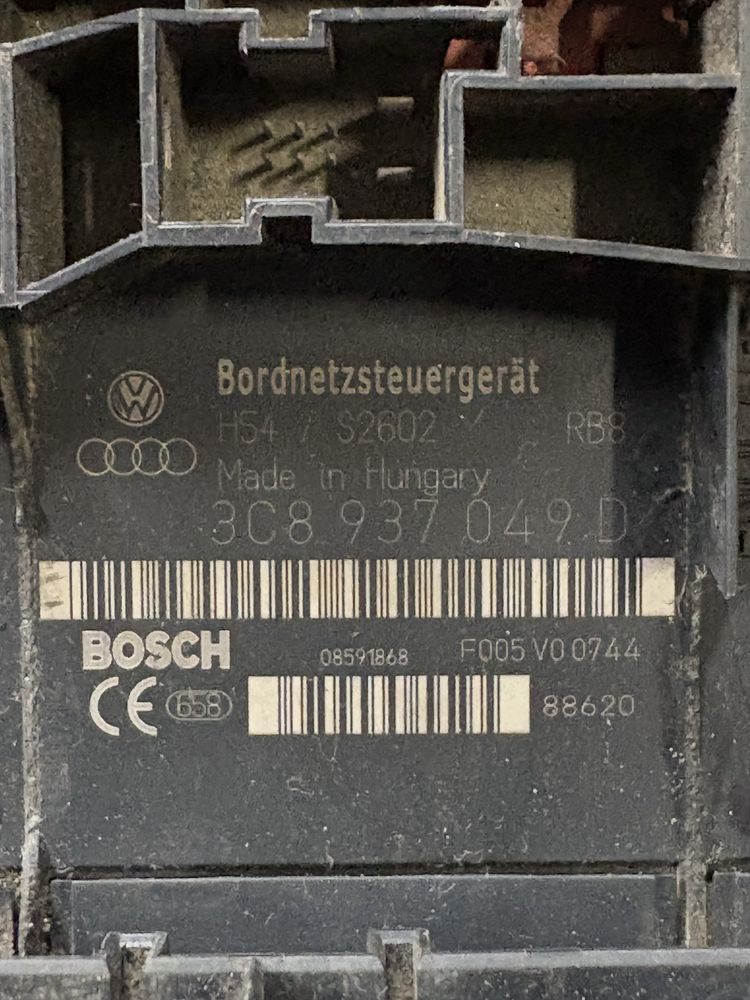 Bordnetzsteuergerät
H54 / S2602 RB8
Made in Hungary
3C8 937 049 D
BOSCH 08591868 F005 V0 0744
CE 658 88620